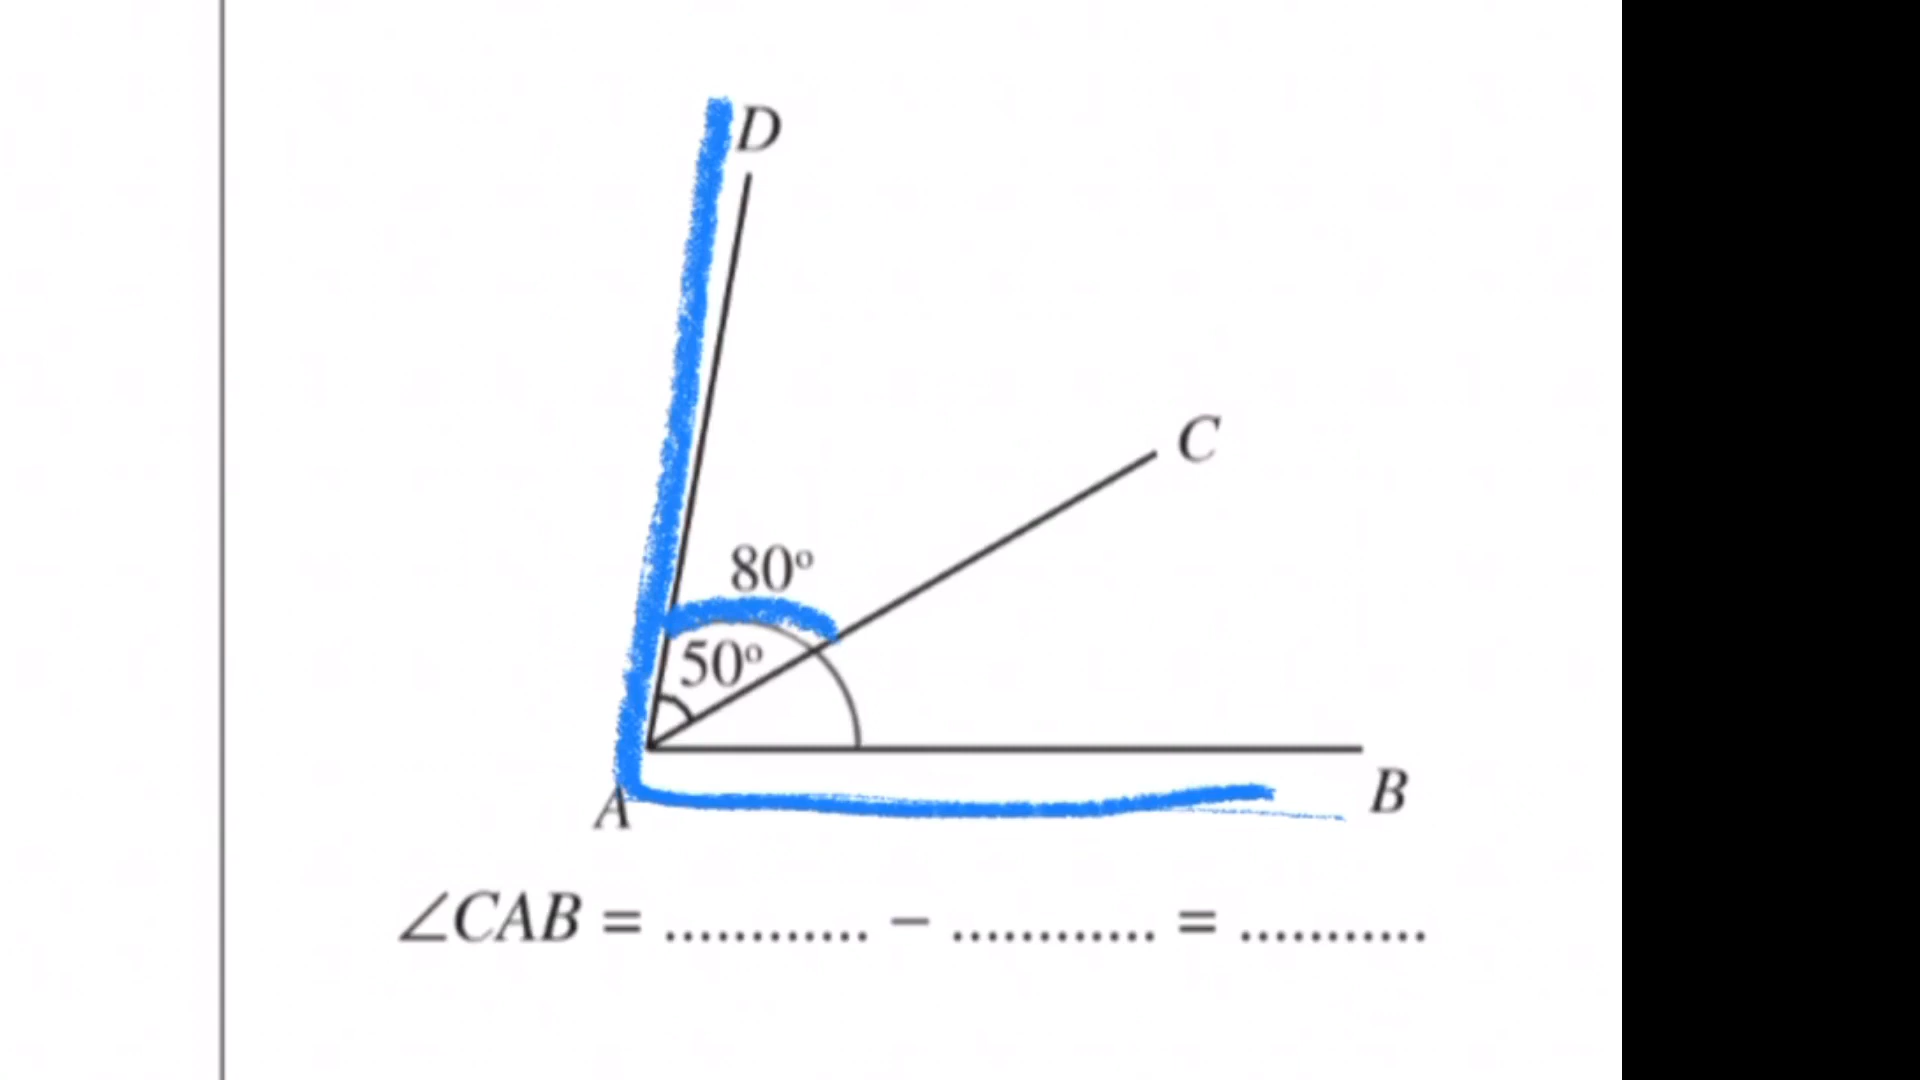 D
C
80°
50°
A
B
∠CAB = ............ − ............ = ...........